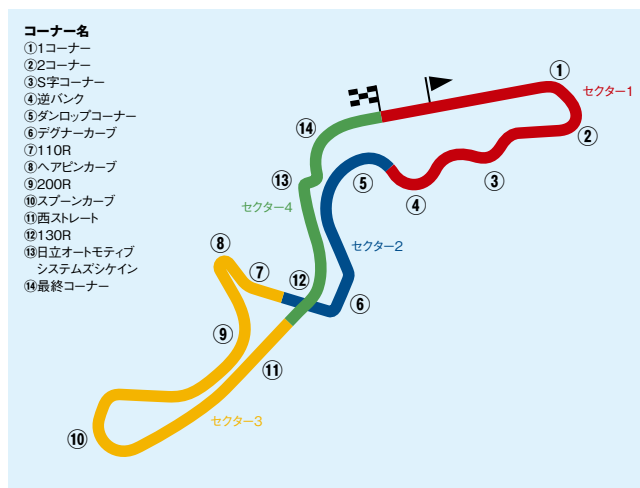 コーナー名
①1コーナー
②2コーナー
③S字コーナー
④逆バンク
⑤ダンロップコーナー
⑥デグナーカーブ
⑦110R
⑧ヘアピンカーブ
⑨200R
⑩スプーンカーブ
⑪西ストレート
⑫130R
⑬日立オートモティブ
システムズシケイン
⑭最終コーナー
①
セクター1
②
③
④
⑤
⑭
⑬
セクター4
セクター2
⑧
⑦
⑫
⑥
⑨
⑪
セクター3
⑩